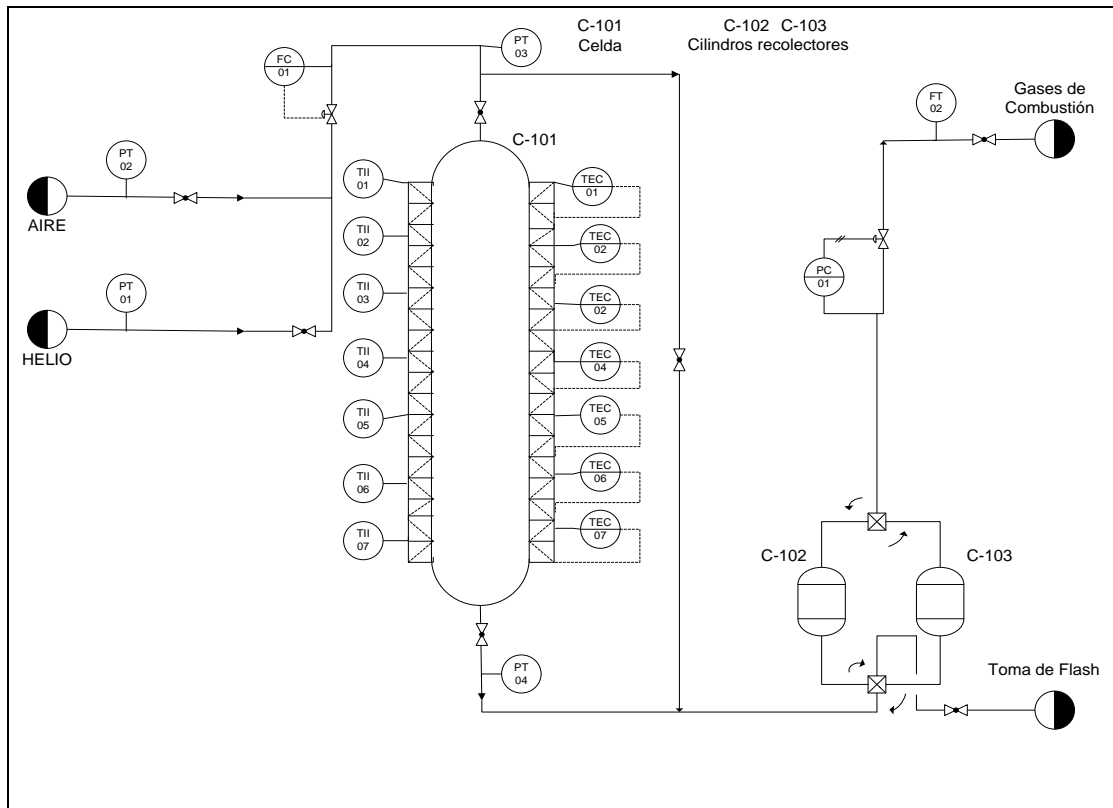 C-101
Celda
C-102 C-103
Cilindros recolectores
PT
03
FC
01
FT
02
Gases de
Combustión
C-101
PT
02
AIRE
TII
01
TEC
01
TII
02
TEC
02
PC
01
PT
01
HELIO
TII
03
TEC
02
TII
04
TEC
04
TII
05
TEC
05
TII
06
TEC
06
TII
07
TEC
07
C-102
C-103
PT
04
Toma de Flash